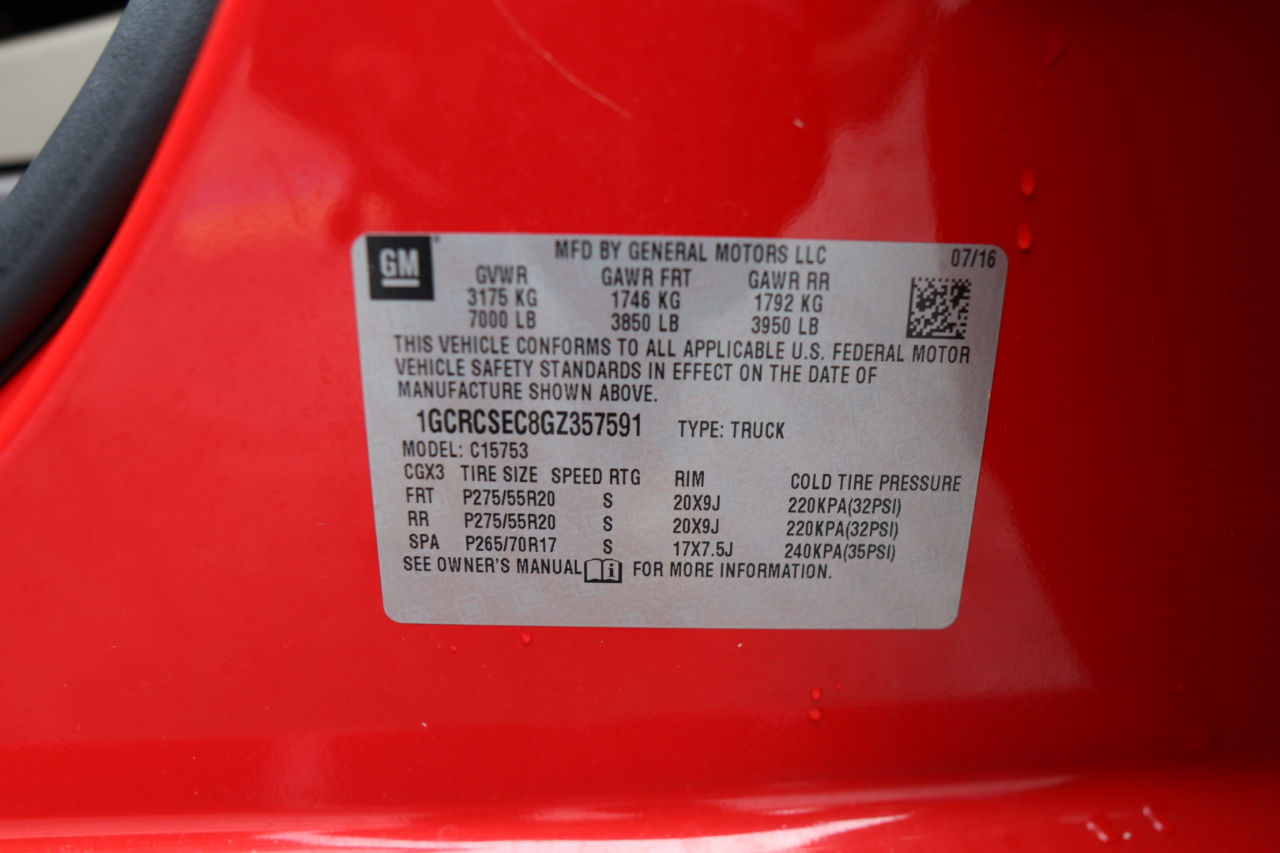 GM MFD BY GENERAL MOTORS LLC 07/16
GVWR GAWR FRT GAWR RR
3175 KG 1746 KG 1792 KG
7000 LB 3850 LB 3950 LB
THIS VEHICLE CONFORMS TO ALL APPLICABLE U.S. FEDERAL MOTOR
VEHICLE SAFETY STANDARDS IN EFFECT ON THE DATE OF
MANUFACTURE SHOWN ABOVE.
1GCRCSEC8GZ357591 TYPE: TRUCK
MODEL: C15753
CGX3 TIRE SIZE SPEED RTG RIM COLD TIRE PRESSURE
FRT P275/55R20 S 20X9J 220KPA(32PSI)
RR P275/55R20 S 20X9J 220KPA(32PSI)
SPA P265/70R17 S 17X7.5J 240KPA(35PSI)
SEE OWNER'S MANUAL FOR MORE INFORMATION.